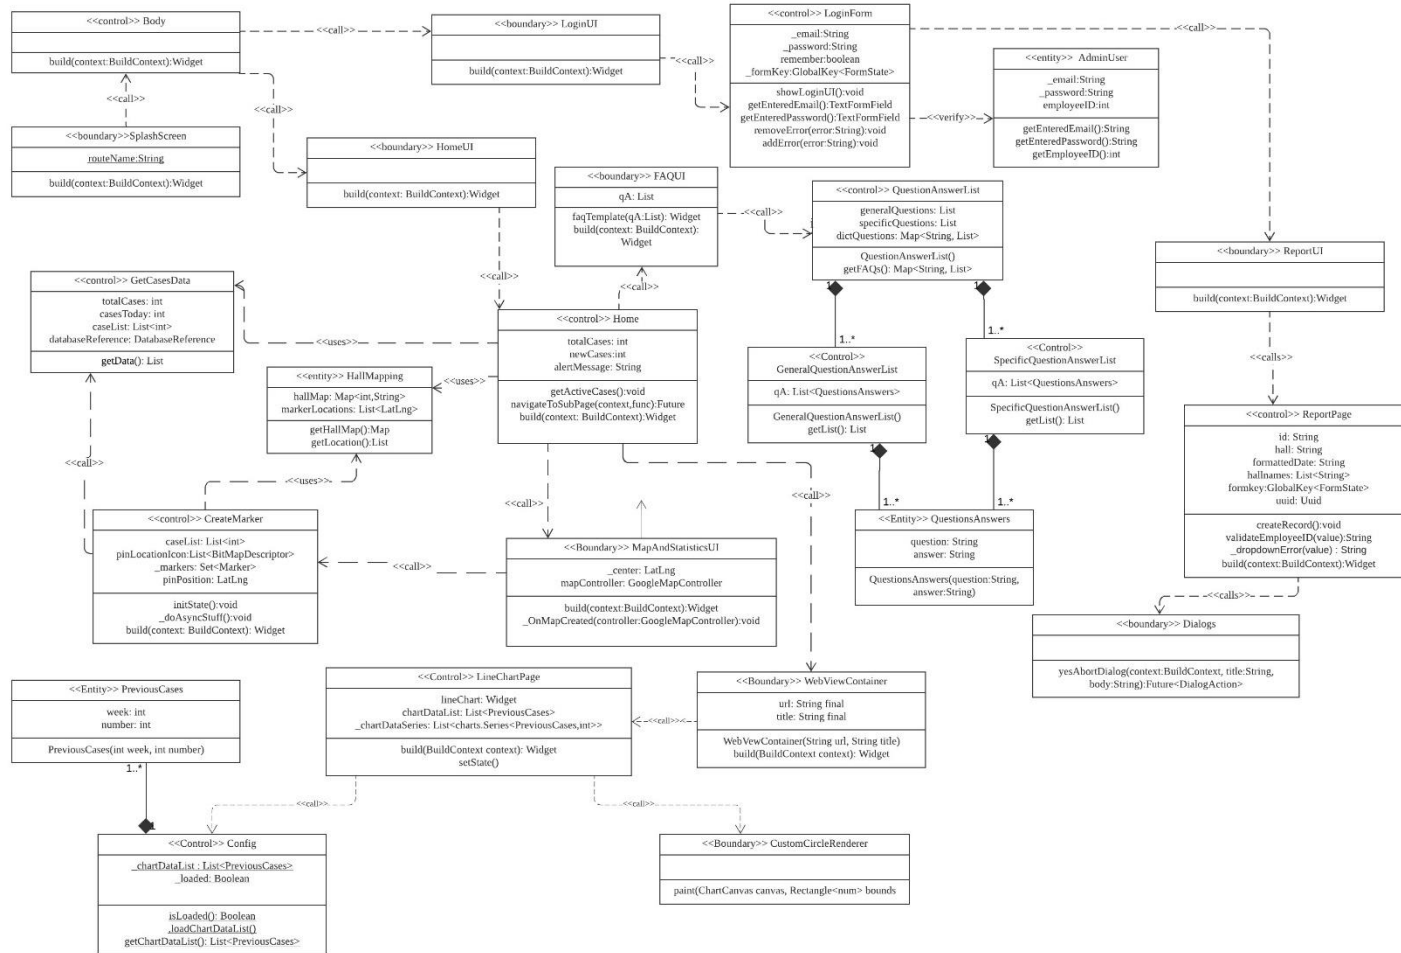 <<control>> Body
build(context:BuildContext):Widget
<<call>>
<<boundary>> LoginUI
build(context:BuildContext):Widget
<<call>>
<<control>> LoginForm
_email:String
_password:String
remember:boolean
_formKey:GlobalKey<FormState>
showLoginUI():void
getEnteredEmail():TextFormField
getEnteredPassword():TextFormField
removeError(error:String):void
addError(error:String):void
<<call>>
<<verify>>
<<entity>> AdminUser
_email:String
_password:String
employeeID:int
getEnteredEmail():String
getEnteredPassword():String
getEmployeeID():int
<<call>>
<<boundary>>SplashScreen
routeName:String
build(context:BuildContext):Widget
<<call>>
<<boundary>> HomeUI
build(context: BuildContext):Widget
<<call>>
<<boundary>> FAQUI
qA: List
faqTemplate(qA:List): Widget
build(context: BuildContext):
Widget
<<call>>
<<call>>
<<control>> QuestionAnswerList
generalQuestions: List
specificQuestions: List
dictQuestions: Map<String, List>
QuestionAnswerList()
getFAQs(): Map<String, List>
1
1
1..*
1..*
<<boundary>> ReportUI
build(context:BuildContext):Widget
<<calls>>
<<control>> GetCasesData
totalCases: int
casesToday: int
caseList: List<int>
databaseReference: DatabaseReference
getData(): List
<<uses>>
<<call>>
<<control>> Home
totalCases: int
newCases:int
alertMessage: String
getActiveCases():void
navigateToSubPage(context,func):Future
build(context: BuildContext):Widget
<<uses>>
<<entity>> HallMapping
hallMap: Map<int,String>
markerLocations: List<LatLng>
getHallMap():Map
getLocation():List
<<uses>>
<<Control>>
GeneralQuestionAnswerList
qA: List<QuestionsAnswers>
GeneralQuestionAnswerList()
getList(): List
<<Control>>
SpecificQuestionAnswerList
qA: List<QuestionsAnswers>
SpecificQuestionAnswerList()
getList(): List
1
1
1..*
1..*
<<Entity>> QuestionsAnswers
question: String
answer: String
QuestionsAnswers(question:String,
answer:String)
<<control>> ReportPage
id: String
hall: String
formattedDate: String
hallnames: List<String>
formkey:GlobalKey<FormState>
uuid: Uuid
createRecord():void
validateEmployeeID(value):String
_dropdownError(value) : String
build(context:BuildContext):Widget
<<calls>>
<<boundary>> Dialogs
yesAbortDialog(context:BuildContext, title:String,
body:String):Future<DialogAction>
<<control>> CreateMarker
caseList: List<int>
pinLocationIcon:List<BitMapDescriptor>
_markers: Set<Marker>
pinPosition: LatLng
initState():void
_doAsyncStuff():void
build(context: BuildContext): Widget
<<call>>
<<call>>
<<call>>
<<Boundary>> MapAndStatisticsUI
_center: LatLng
mapController: GoogleMapController
build(context:BuildContext):Widget
_OnMapCreated(controller:GoogleMapController):void
<<Entity>> PreviousCases
week: int
number: int
PreviousCases(int week, int number)
1..*
1
<<Control>> LineChartPage
lineChart: Widget
chartDataList: List<PreviousCases>
_chartDataSeries: List<charts.Series<PreviousCases,int>>
build(BuildContext context): Widget
setState()
<<call>>
<<Boundary>> WebViewContainer
url: String final
title: String final
WebVewContainer(String url, String title)
build(BuildContext context): Widget
<<call>>
<<call>>
<<Control>> Config
_chartDataList : List<PreviousCases>
_loaded: Boolean
isLoaded(): Boolean
_loadChartDataList()
getChartDataList(): List<PreviousCases>
<<Boundary>> CustomCircleRenderer
paint(ChartCanvas canvas, Rectangle<num> bounds